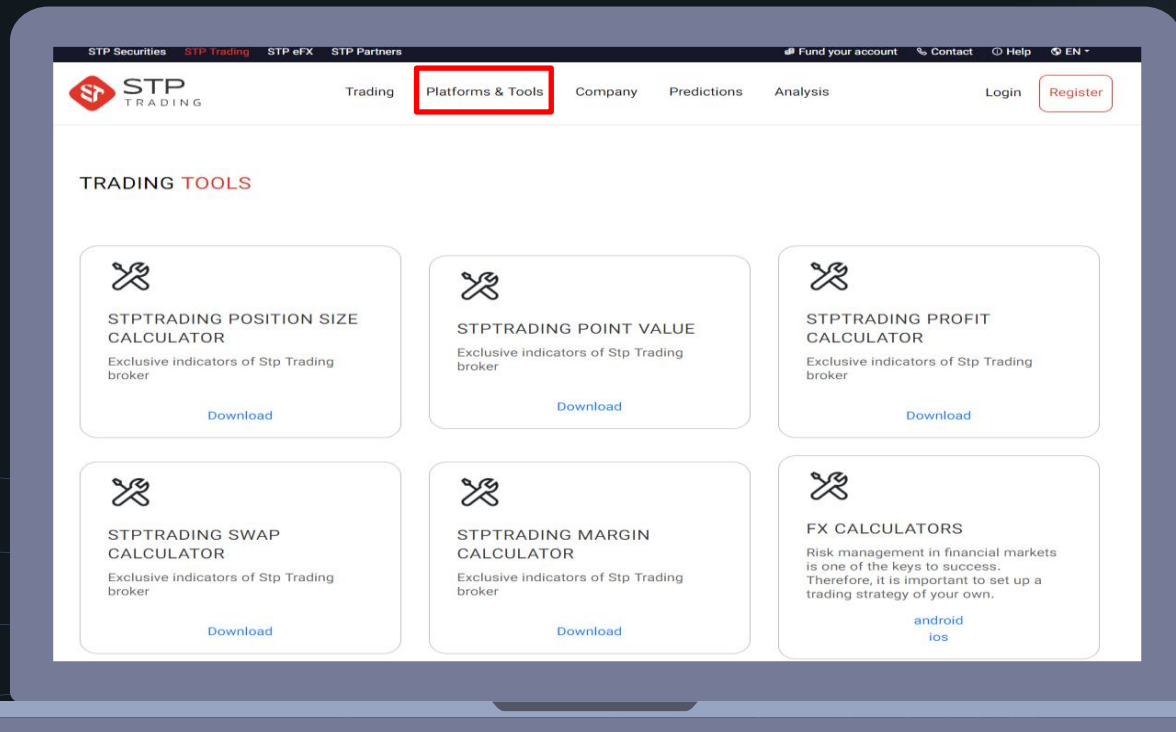 STP Securities STP Trading STP eFX STP Partners Fund your account Contact Help EN
STP
TRADING
Trading Platforms & Tools Company Predictions Analysis Login Register
TRADING TOOLS
STPTRADING POSITION SIZE
CALCULATOR
Exclusive indicators of Stp Trading
broker
Download
STPTRADING POINT VALUE
Exclusive indicators of Stp Trading
broker
Download
STPTRADING PROFIT
CALCULATOR
Exclusive indicators of Stp Trading
broker
Download
STPTRADING SWAP
CALCULATOR
Exclusive indicators of Stp Trading
broker
Download
STPTRADING MARGIN
CALCULATOR
Exclusive indicators of Stp Trading
broker
Download
FX CALCULATORS
Risk management in financial markets
is one of the keys to success.
Therefore, it is important to set up a
trading strategy of your own.
android
ios